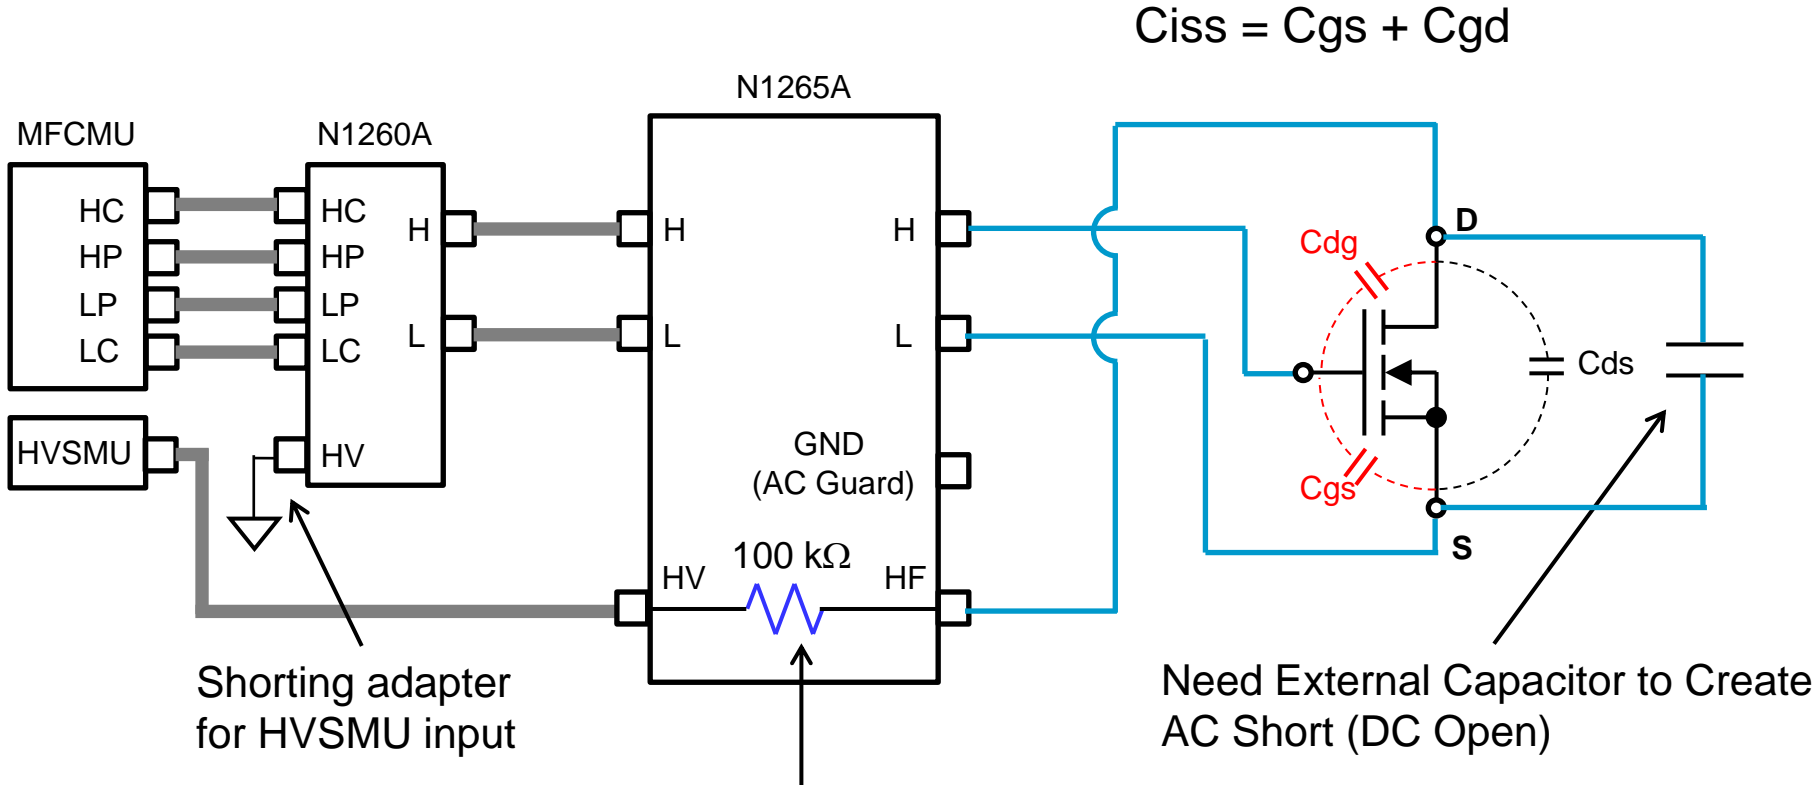 Ciss = Cgs + Cgd
N1265A
MFCMU
N1260A
HC
HP
LP
LC
HC
HP
LP
LC
H
L
HV
HVSMU
H
L
H
L
GND
(AC Guard)
HV
100 kΩ
HF
D
Cdg
Cds
Cgs
S
Shorting adapter
for HVSMU input
Need External Capacitor to Create
AC Short (DC Open)